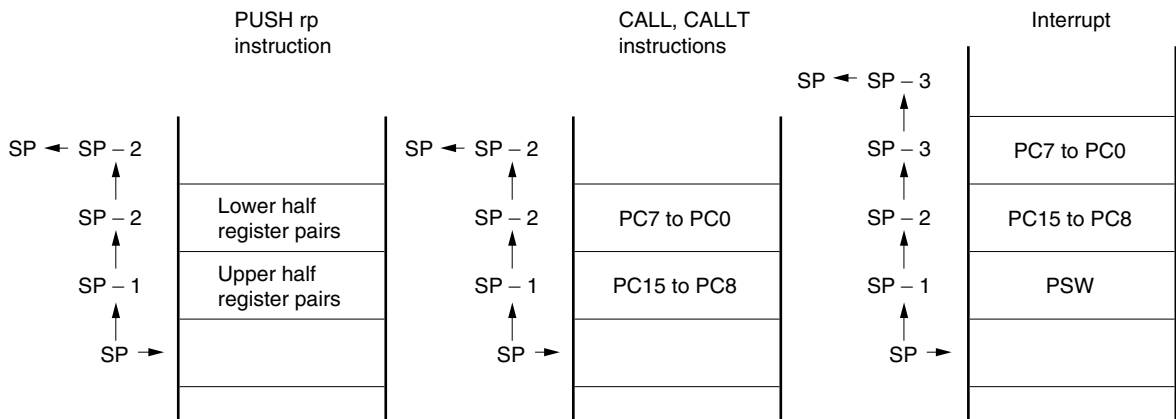 PUSH rp
instruction
SP
SP – 2
SP – 2
Lower half
register pairs
SP – 1
Upper half
register pairs
SP
CALL, CALLT
instructions
SP
SP – 2
SP – 2
PC7 to PC0
SP – 1
PC15 to PC8
SP
Interrupt
SP
SP – 3
SP – 3
PC7 to PC0
SP – 2
PC15 to PC8
SP – 1
PSW
SP